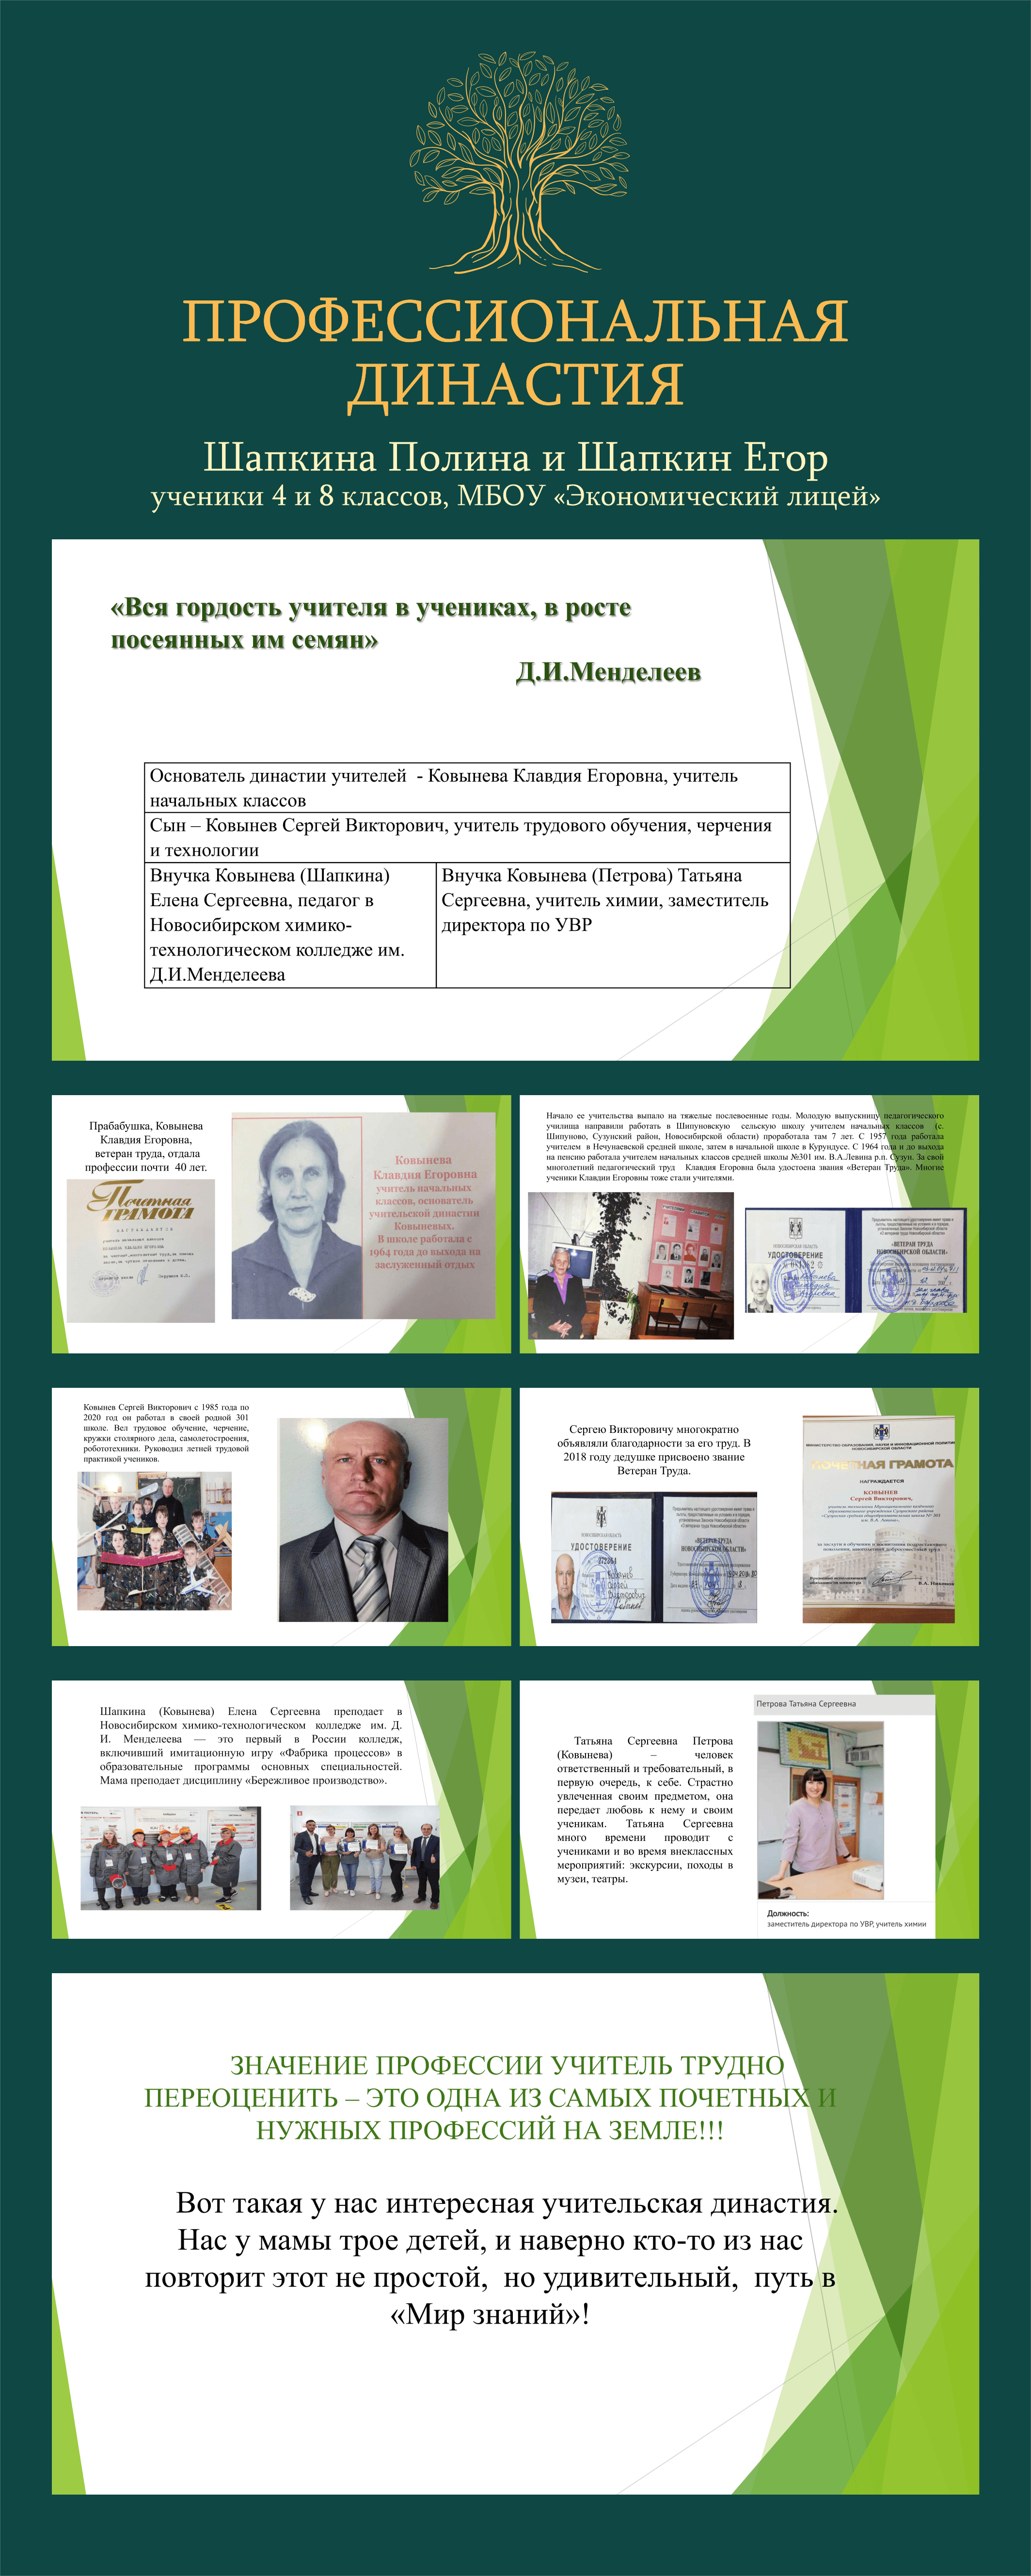 ПРОФЕССИОНАЛЬНАЯ
ДИНАСТИЯ
Шапкина Полина и Шапкин Егор
ученики 4 и 8 классов, МБОУ «Экономический лицей»
«Вся гордость учителя в учениках, в росте
посеянных им семян»
Д.И.Менделеев
Основатель династии учителей - Ковынева Клавдия Егоровна, учитель
начальных классов
Сын – Ковынев Сергей Викторович, учитель трудового обучения, черчения
и технологии
Внучка Ковынева (Шапкина)
Елена Сергеевна, педагог в
Новосибирском химико-
технологическом колледже им.
Д.И.Менделеева
Внучка Ковынева (Петрова) Татьяна
Сергеевна, учитель химии, заместитель
директора по УВР
Прабабушка, Ковынева
Клавдия Егоровна,
ветеран труда, отдала
профессии почти 40 лет.
Почетная
ГРАМОТА
Ковынева
Клавдия Егоровна
учитель начальных
классов, основатель
учительской династии
Ковыневых.
В школе работала с
1964 года до выхода на
заслуженный отдых
Начало ее учительства выпало на тяжелые послевоенные годы. Молодую выпускницу педагогического
училища направили работать в Шипуновскую сельскую школу учителем начальных классов (с.
Шипуново, Сузунский район, Новосибирской области) проработала там 7 лет. С 1957 года работала
учителем в Нечунаевской средней школе, затем в начальной школе в Курундусе. С 1964 года и до выхода
на пенсию работала учителем начальных классов средней школы №301 им. В.А.Левина р.п. Сузун. За свой
многолетний педагогический труд Клавдия Егоровна была удостоена звания «Ветеран Труда». Многие
ученики Клавдии Егоровны тоже стали учителями.
НОВОСИБИРСКАЯ ОБЛАСТЬ
УДОСТОВЕРЕНИЕ
«ВЕТЕРАН ТРУДА
НОВОСИБИРСКОЙ ОБЛАСТИ»
Ковынев Сергей Викторович с 1985 года по
2020 год он работал в своей родной 301
школе. Вел трудовое обучение, черчение,
кружки столярного дела, самолетостроения,
робототехники. Руководил летней трудовой
практикой учеников.
Сергею Викторовичу многократно
объявляли благодарности за его труд. В
2018 году дедушке присвоено звание
Ветеран Труда.
НОВОСИБИРСКАЯ ОБЛАСТЬ
УДОСТОВЕРЕНИЕ
«ВЕТЕРАН ТРУДА
НОВОСИБИРСКОЙ ОБЛАСТИ»
МИНИСТЕРСТВО ОБРАЗОВАНИЯ, НАУКИ И ИННОВАЦИОННОЙ ПОЛИТИКИ
НОВОСИБИРСКОЙ ОБЛАСТИ
ПОЧЕТНАЯ ГРАМОТА
НАГРАЖДАЕТСЯ
КОВЫНЕВ
Сергей Викторович,
Шапкина (Ковынева) Елена Сергеевна преподает в
Новосибирском химико-технологическом колледже им. Д.
И. Менделеева — это первый в России колледж,
включивший имитационную игру «Фабрика процессов» в
образовательные программы основных специальностей.
Мама преподает дисциплину «Бережливое производство».
Петрова Татьяна Сергеевна
Татьяна Сергеевна Петрова
(Ковынева) – человек
ответственный и требовательный, в
первую очередь, к себе. Страстно
увлеченная своим предметом, она
передает любовь к нему и своим
ученикам. Татьяна Сергеевна
много времени проводит с
учениками и во время внеклассных
мероприятий: экскурсии, походы в
музеи, театры.
Должность:
заместитель директора по УВР, учитель химии
ЗНАЧЕНИЕ ПРОФЕССИИ УЧИТЕЛЬ ТРУДНО
ПЕРЕОЦЕНИТЬ – ЭТО ОДНА ИЗ САМЫХ ПОЧЕТНЫХ И
НУЖНЫХ ПРОФЕССИЙ НА ЗЕМЛЕ!!!
Вот такая у нас интересная учительская династия.
Нас у мамы трое детей, и наверно кто-то из нас
повторит этот не простой, но удивительный, путь в
«Мир знаний»!